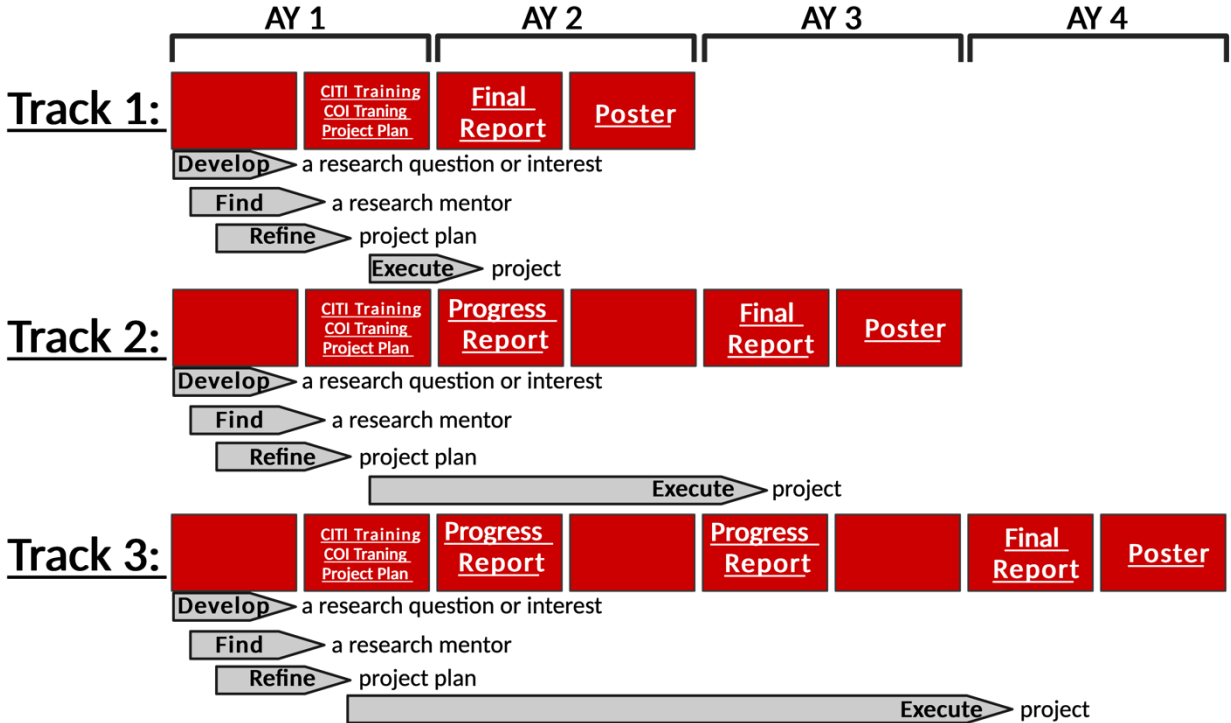 AY 1 AY 2 AY 3 AY 4
Track 1:
CITI Training
COI Traning
Project Plan
Final
Report
Poster
Develop a research question or interest
Find a research mentor
Refine project plan
Execute project
Track 2:
CITI Training
COI Traning
Project Plan
Progress
Report
Final
Report
Poster
Develop a research question or interest
Find a research mentor
Refine project plan
Execute project
Track 3:
CITI Training
COI Traning
Project Plan
Progress
Report
Progress
Report
Final
Report
Poster
Develop a research question or interest
Find a research mentor
Refine project plan
Execute project